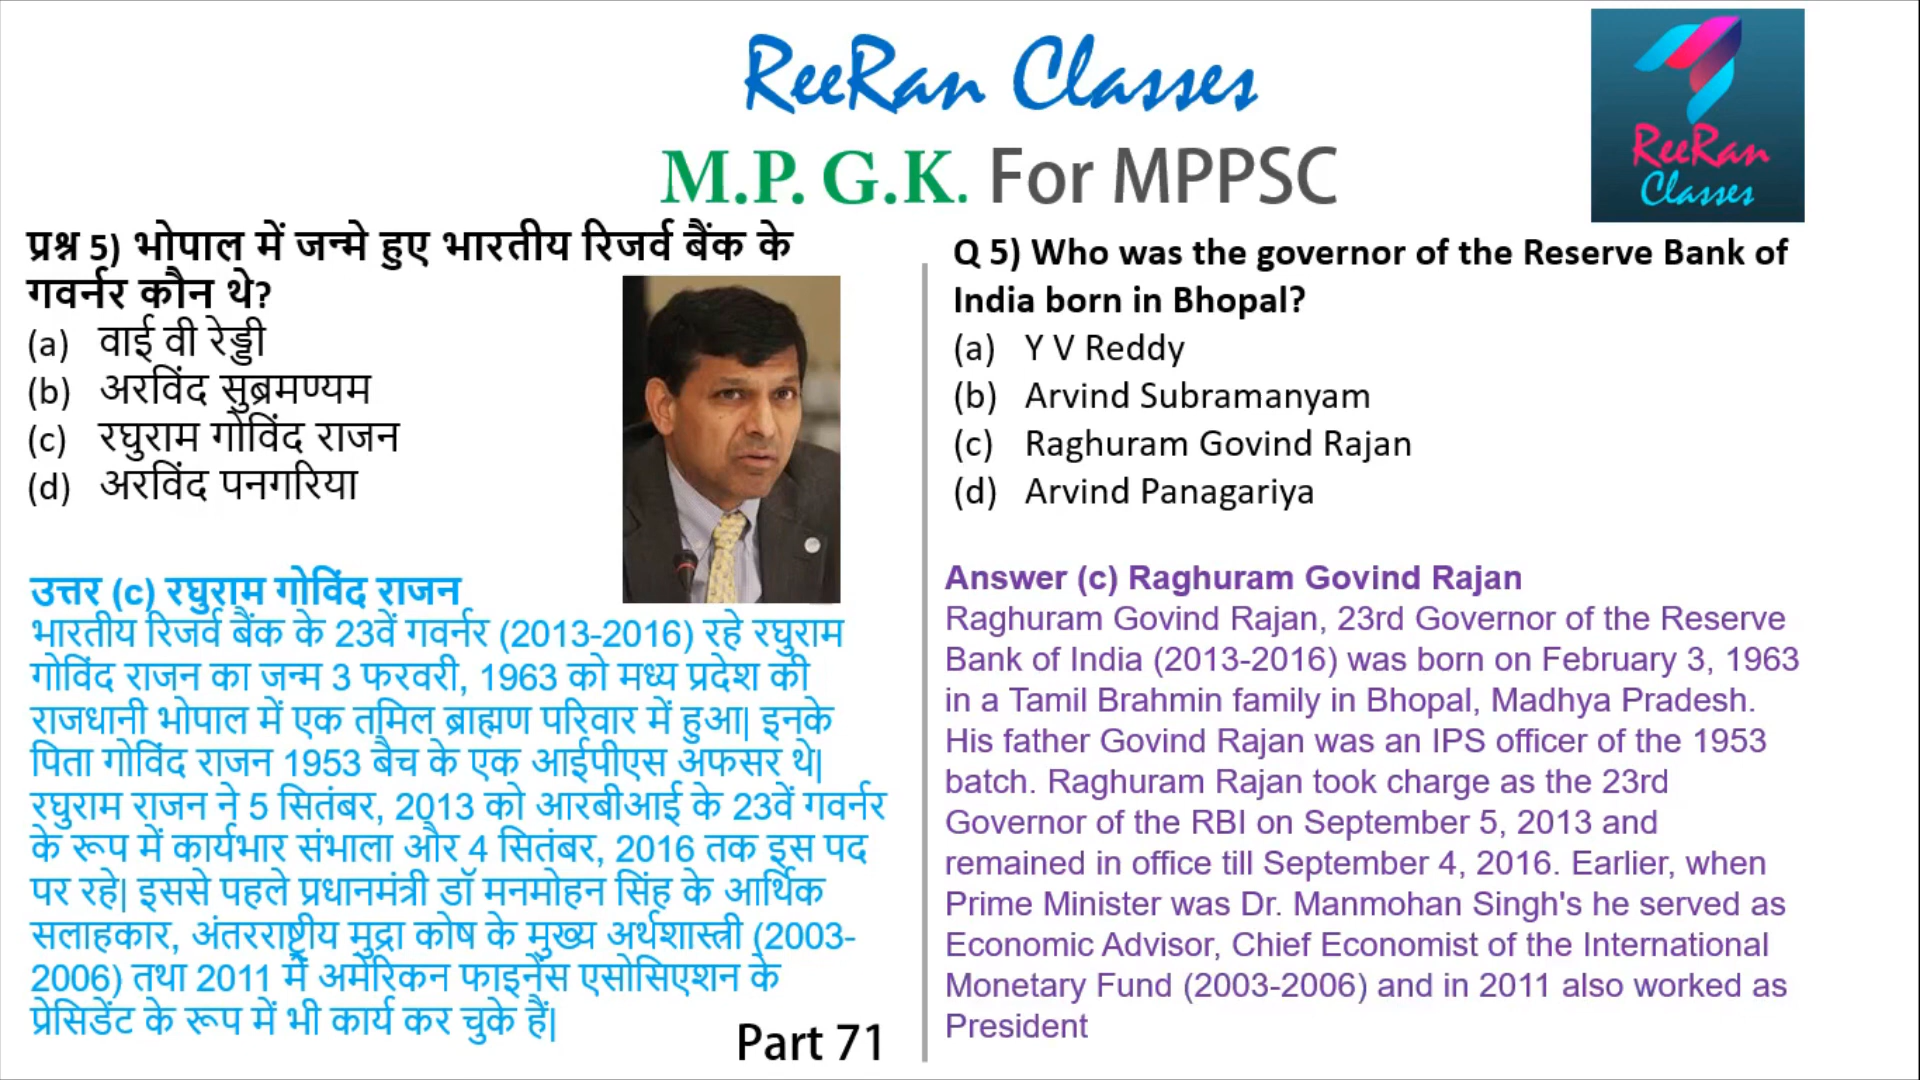 ReeRan Classes
M.P. G.K. For MPPSC
ReeRan
Classes
प्रश्न 5) भोपाल में जन्मे हुए भारतीय रिजर्व बैंक के
गवर्नर कौन थे?
(a) वाई वी रेड्डी
(b) अरविंद सुब्रमण्यम
(c) रघुराम गोविंद राजन
(d) अरविंद पनगरिया
उत्तर (c) रघुराम गोविंद राजन
भारतीय रिजर्व बैंक के 23वें गवर्नर (2013-2016) रहे रघुराम
गोविंद राजन का जन्म 3 फरवरी, 1963 को मध्य प्रदेश की
राजधानी भोपाल में एक तमिल ब्राह्मण परिवार में हुआ| इनके
पिता गोविंद राजन 1953 बैच के एक आईपीएस अफसर थे|
रघुराम राजन ने 5 सितंबर, 2013 को आरबीआई के 23वें गवर्नर
के रूप में कार्यभार संभाला और 4 सितंबर, 2016 तक इस पद
पर रहे| इससे पहले प्रधानमंत्री डॉ मनमोहन सिंह के आर्थिक
सलाहकार, अंतरराष्ट्रीय मुद्रा कोष के मुख्य अर्थशास्त्री (2003-
2006) तथा 2011 में अमेरिकन फाइनेंस एसोसिएशन के
प्रेसिडेंट के रूप में भी कार्य कर चुके हैं|
Part 71
Q 5) Who was the governor of the Reserve Bank of
India born in Bhopal?
(a) Y V Reddy
(b) Arvind Subramanyam
(c) Raghuram Govind Rajan
(d) Arvind Panagariya
Answer (c) Raghuram Govind Rajan
Raghuram Govind Rajan, 23rd Governor of the Reserve
Bank of India (2013-2016) was born on February 3, 1963
in a Tamil Brahmin family in Bhopal, Madhya Pradesh.
His father Govind Rajan was an IPS officer of the 1953
batch. Raghuram Rajan took charge as the 23rd
Governor of the RBI on September 5, 2013 and
remained in office till September 4, 2016. Earlier, when
Prime Minister was Dr. Manmohan Singh's he served as
Economic Advisor, Chief Economist of the International
Monetary Fund (2003-2006) and in 2011 also worked as
President